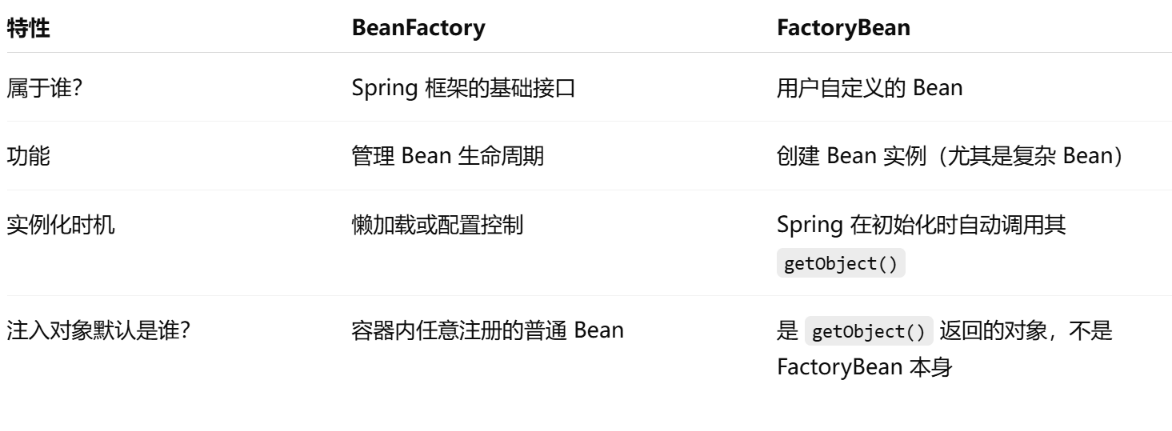 特性 BeanFactory FactoryBean
属于谁? Spring 框架的基础接口 用户自定义的 Bean
功能 管理 Bean 生命周期 创建 Bean 实例（尤其是复杂 Bean）
实例化时机 懒加载或配置控制 Spring 在初始化时自动调用其
getObject()
注入对象默认是谁? 容器内任意注册的普通 Bean 是 getObject() 返回的对象，不是
FactoryBean 本身